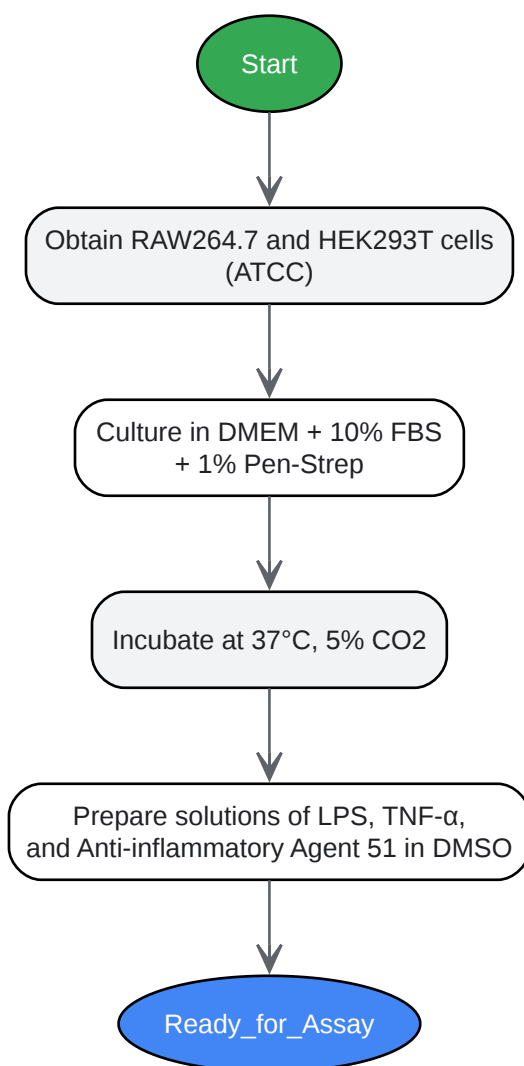 Start
Obtain RAW264.7 and HEK293T cells
(ATCC)
Culture in DMEM + 10% FBS
+ 1% Pen-Strep
Incubate at 37°C, 5% CO2
Prepare solutions of LPS, TNF-α,
and Anti-inflammatory Agent 51 in DMSO
Ready_for_Assay